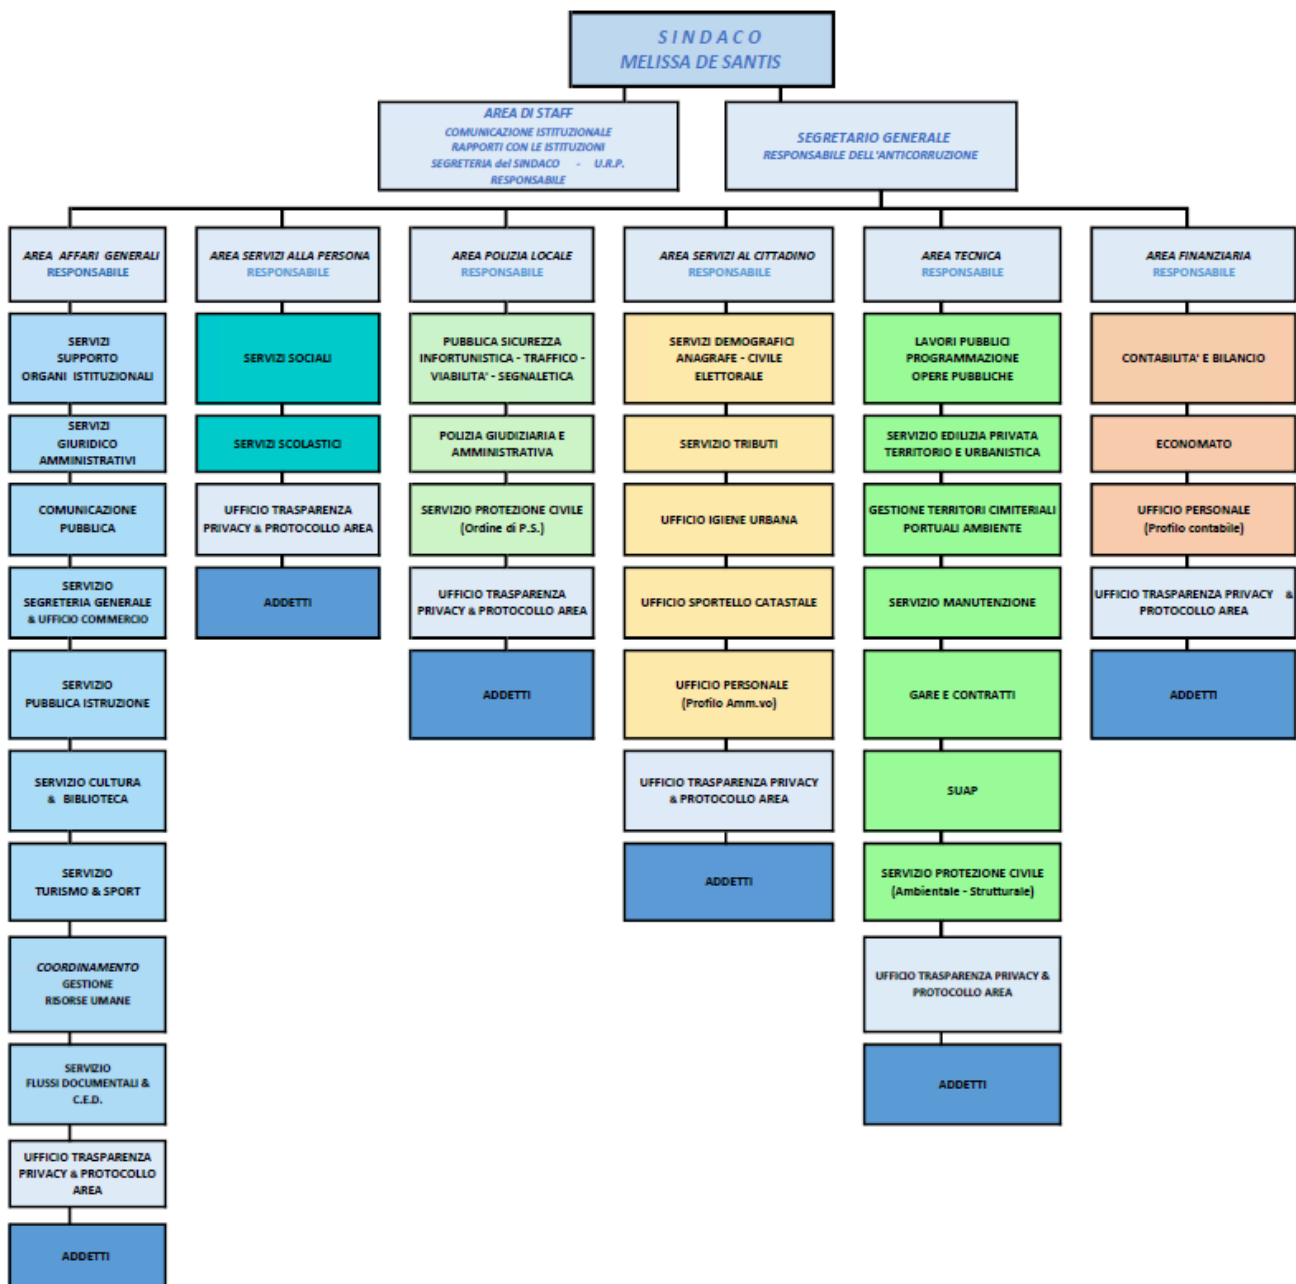 SINDACO
MELISSA DE SANTIS
AREA DI STAFF
COMUNICAZIONE ISTITUZIONALE
RAPPORTI CON LE ISTITUZIONI
SEGRETERIA del SINDACO - U.R.P.
RESPONSABILE
SEGRETARIO GENERALE
RESPONSABILE DELL'ANTICORRUZIONE
AREA AFFARI GENERALI
RESPONSABILE
SERVIZI
SUPPORTO
ORGANI ISTITUZIONALI
SERVIZI
GIURIDICO
AMMINISTRATIVI
COMUNICAZIONE
PUBBLICA
SERVIZIO
SEGRETERIA GENERALE
& UFFICIO COMMERCIO
SERVIZIO
PUBBLICA ISTRUZIONE
SERVIZIO CULTURA
& BIBLIOTECA
SERVIZIO
TURISMO & SPORT
COORDINAMENTO
GESTIONE
RISORSE UMANE
SERVIZIO
FLUSSI DOCUMENTALI &
C.E.D.
UFFICIO TRASPARENZA
PRIVACY & PROTOCOLLO
AREA
ADDETTI
AREA SERVIZI ALLA PERSONA
RESPONSABILE
SERVIZI SOCIALI
SERVIZI SCOLASTICI
UFFICIO TRASPARENZA
PRIVACY & PROTOCOLLO AREA
ADDETTI
AREA POLIZIA LOCALE
RESPONSABILE
PUBBLICA SICUREZZA
INFORTUNISTICA - TRAFFICO -
VIABILITA' - SEGNALETICA
POLIZIA GIUDIZIARIA E
AMMINISTRATIVA
SERVIZIO PROTEZIONE CIVILE
(Ordine di P.S.)
UFFICIO TRASPARENZA
PRIVACY & PROTOCOLLO AREA
ADDETTI
AREA SERVIZI AL CITTADINO
RESPONSABILE
SERVIZI DEMOGRAFICI
ANAGRAFE - CIVILE
ELETTORALE
SERVIZIO TRIBUTI
UFFICIO IGIENE URBANA
UFFICIO SPORTELLO CATASTALE
UFFICIO PERSONALE
(Profilo Amm.vo)
UFFICIO TRASPARENZA PRIVACY
& PROTOCOLLO AREA
ADDETTI
AREA TECNICA
RESPONSABILE
LAVORI PUBBLICI
PROGRAMMAZIONE
OPERE PUBBLICHE
SERVIZIO EDILIZIA PRIVATA
TERRITORIO E URBANISTICA
GESTIONE TERRITORI CIMITERIALI
PORTUALI AMBIENTE
SERVIZIO MANUTENZIONE
GARE E CONTRATTI
SUAP
SERVIZIO PROTEZIONE CIVILE
(Ambientale - Strutturale)
UFFICIO TRASPARENZA PRIVACY &
PROTOCOLLO AREA
ADDETTI
AREA FINANZIARIA
RESPONSABILE
CONTABILITA' E BILANCIO
ECONOMATO
UFFICIO PERSONALE
(Profilo contabile)
UFFICIO TRASPARENZA PRIVACY &
PROTOCOLLO AREA
ADDETTI